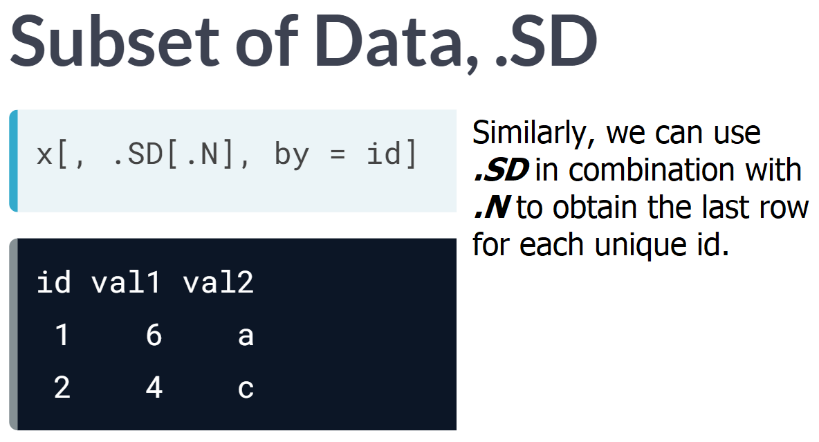 Subset of Data, .SD
x[, .SD[.N], by = id]
Similarly, we can use
.SD in combination with
.N to obtain the last row
for each unique id.
id val1 val2
1 6 a
2 4 c